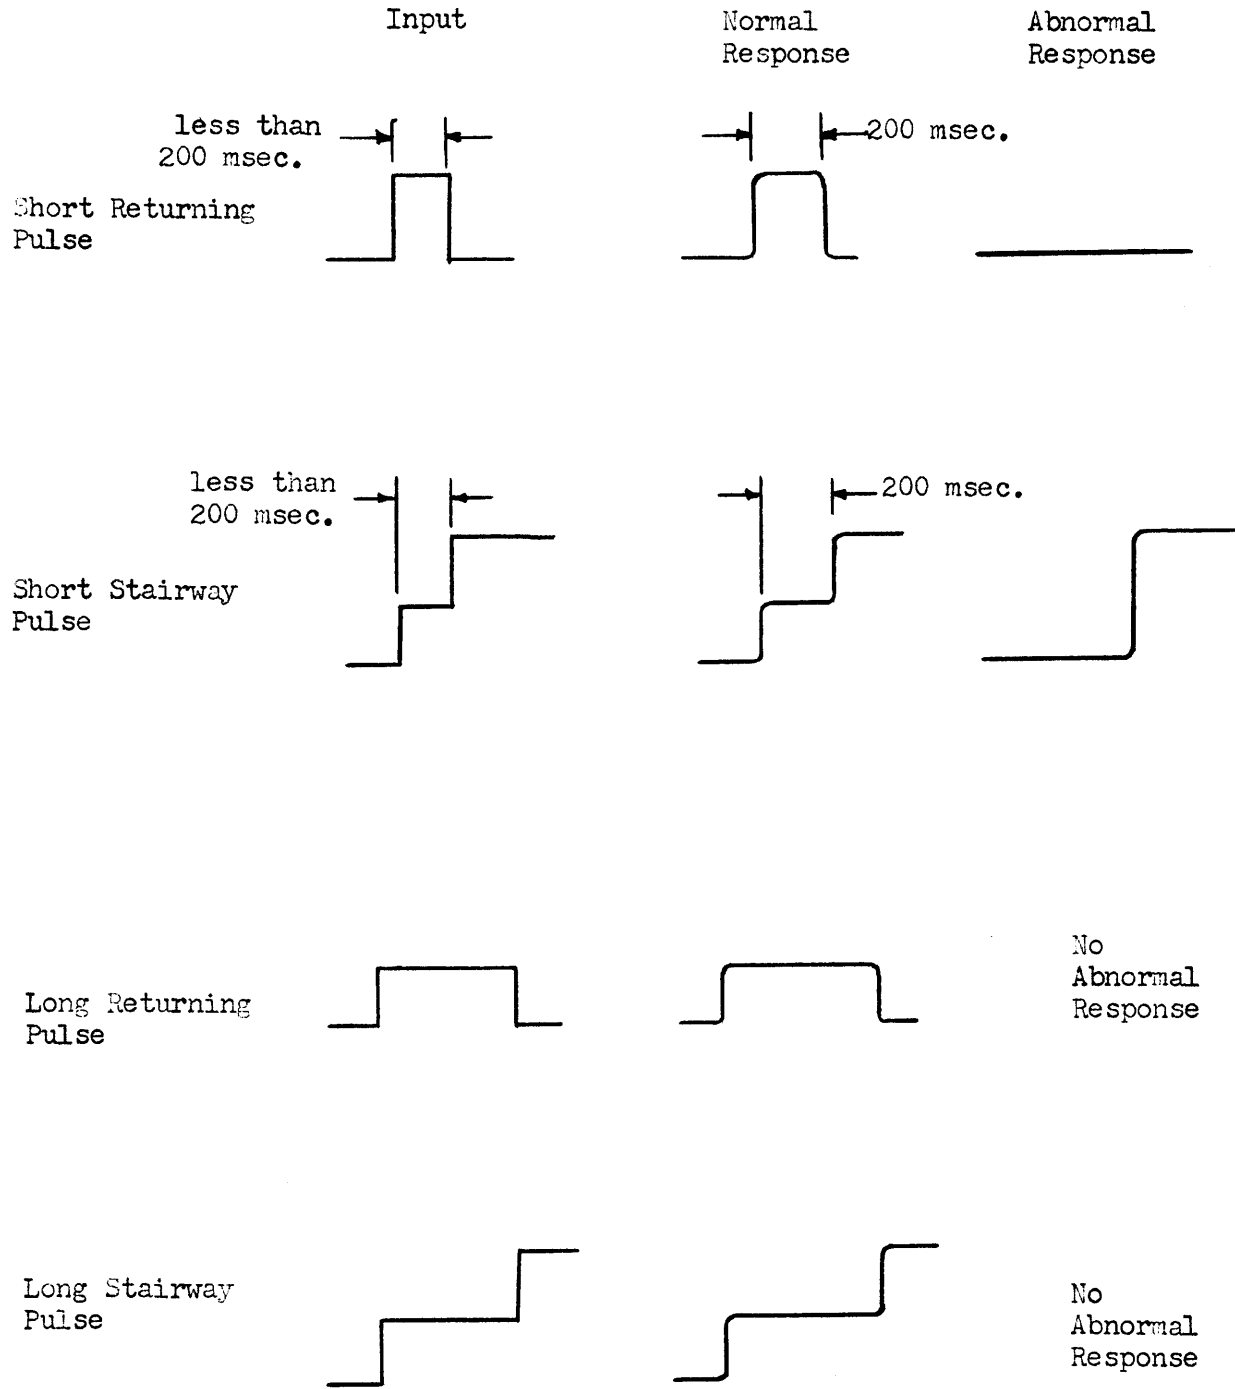 Input
Normal
Response
Abnormal
Response
less than
200 msec.
200 msec.
Short Returning
Pulse
less than
200 msec.
200 msec.
Short Stairway
Pulse
Long Returning
Pulse
No
Abnormal
Response
Long Stairway
Pulse
No
Abnormal
Response